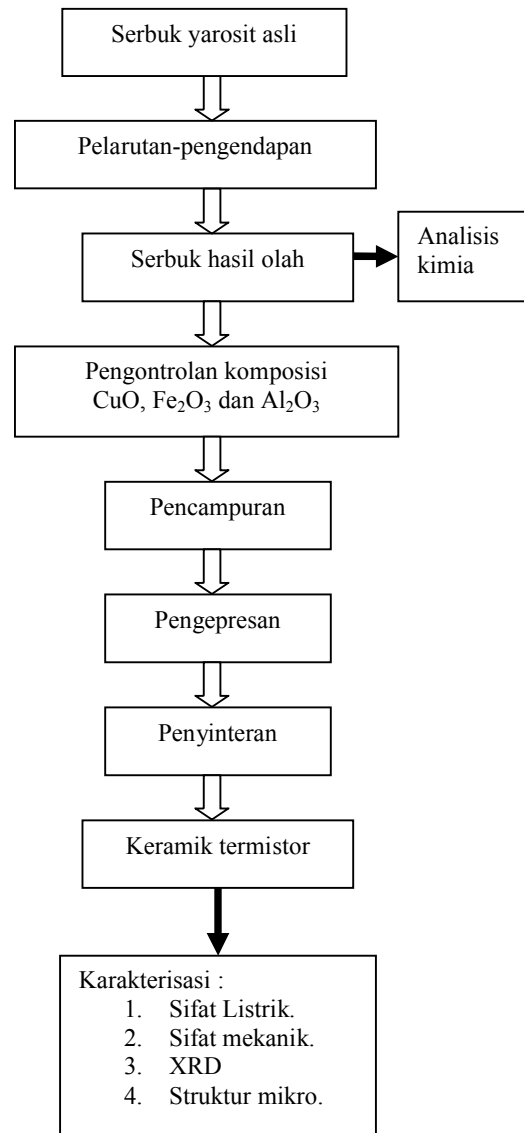 Serbuk yarosit asli
Pelarutan-pengendapan
Serbuk hasil olah
Analisis
kimia
Pengontrolan komposisi
CuO, Fe₂O₃ dan Al₂O₃
Pencampuran
Pengepresan
Penyinteran
Keramik termistor
Karakterisasi :
1. Sifat Listrik.
2. Sifat mekanik.
3. XRD
4. Struktur mikro.